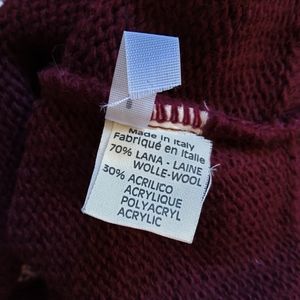 Made in Italy
Fabriqué en Italie
70% LANA - LAINE
WOLLE-WOOL
30% ACRILICO
ACRYLIQUE
POLYACRYL
ACRYLIC